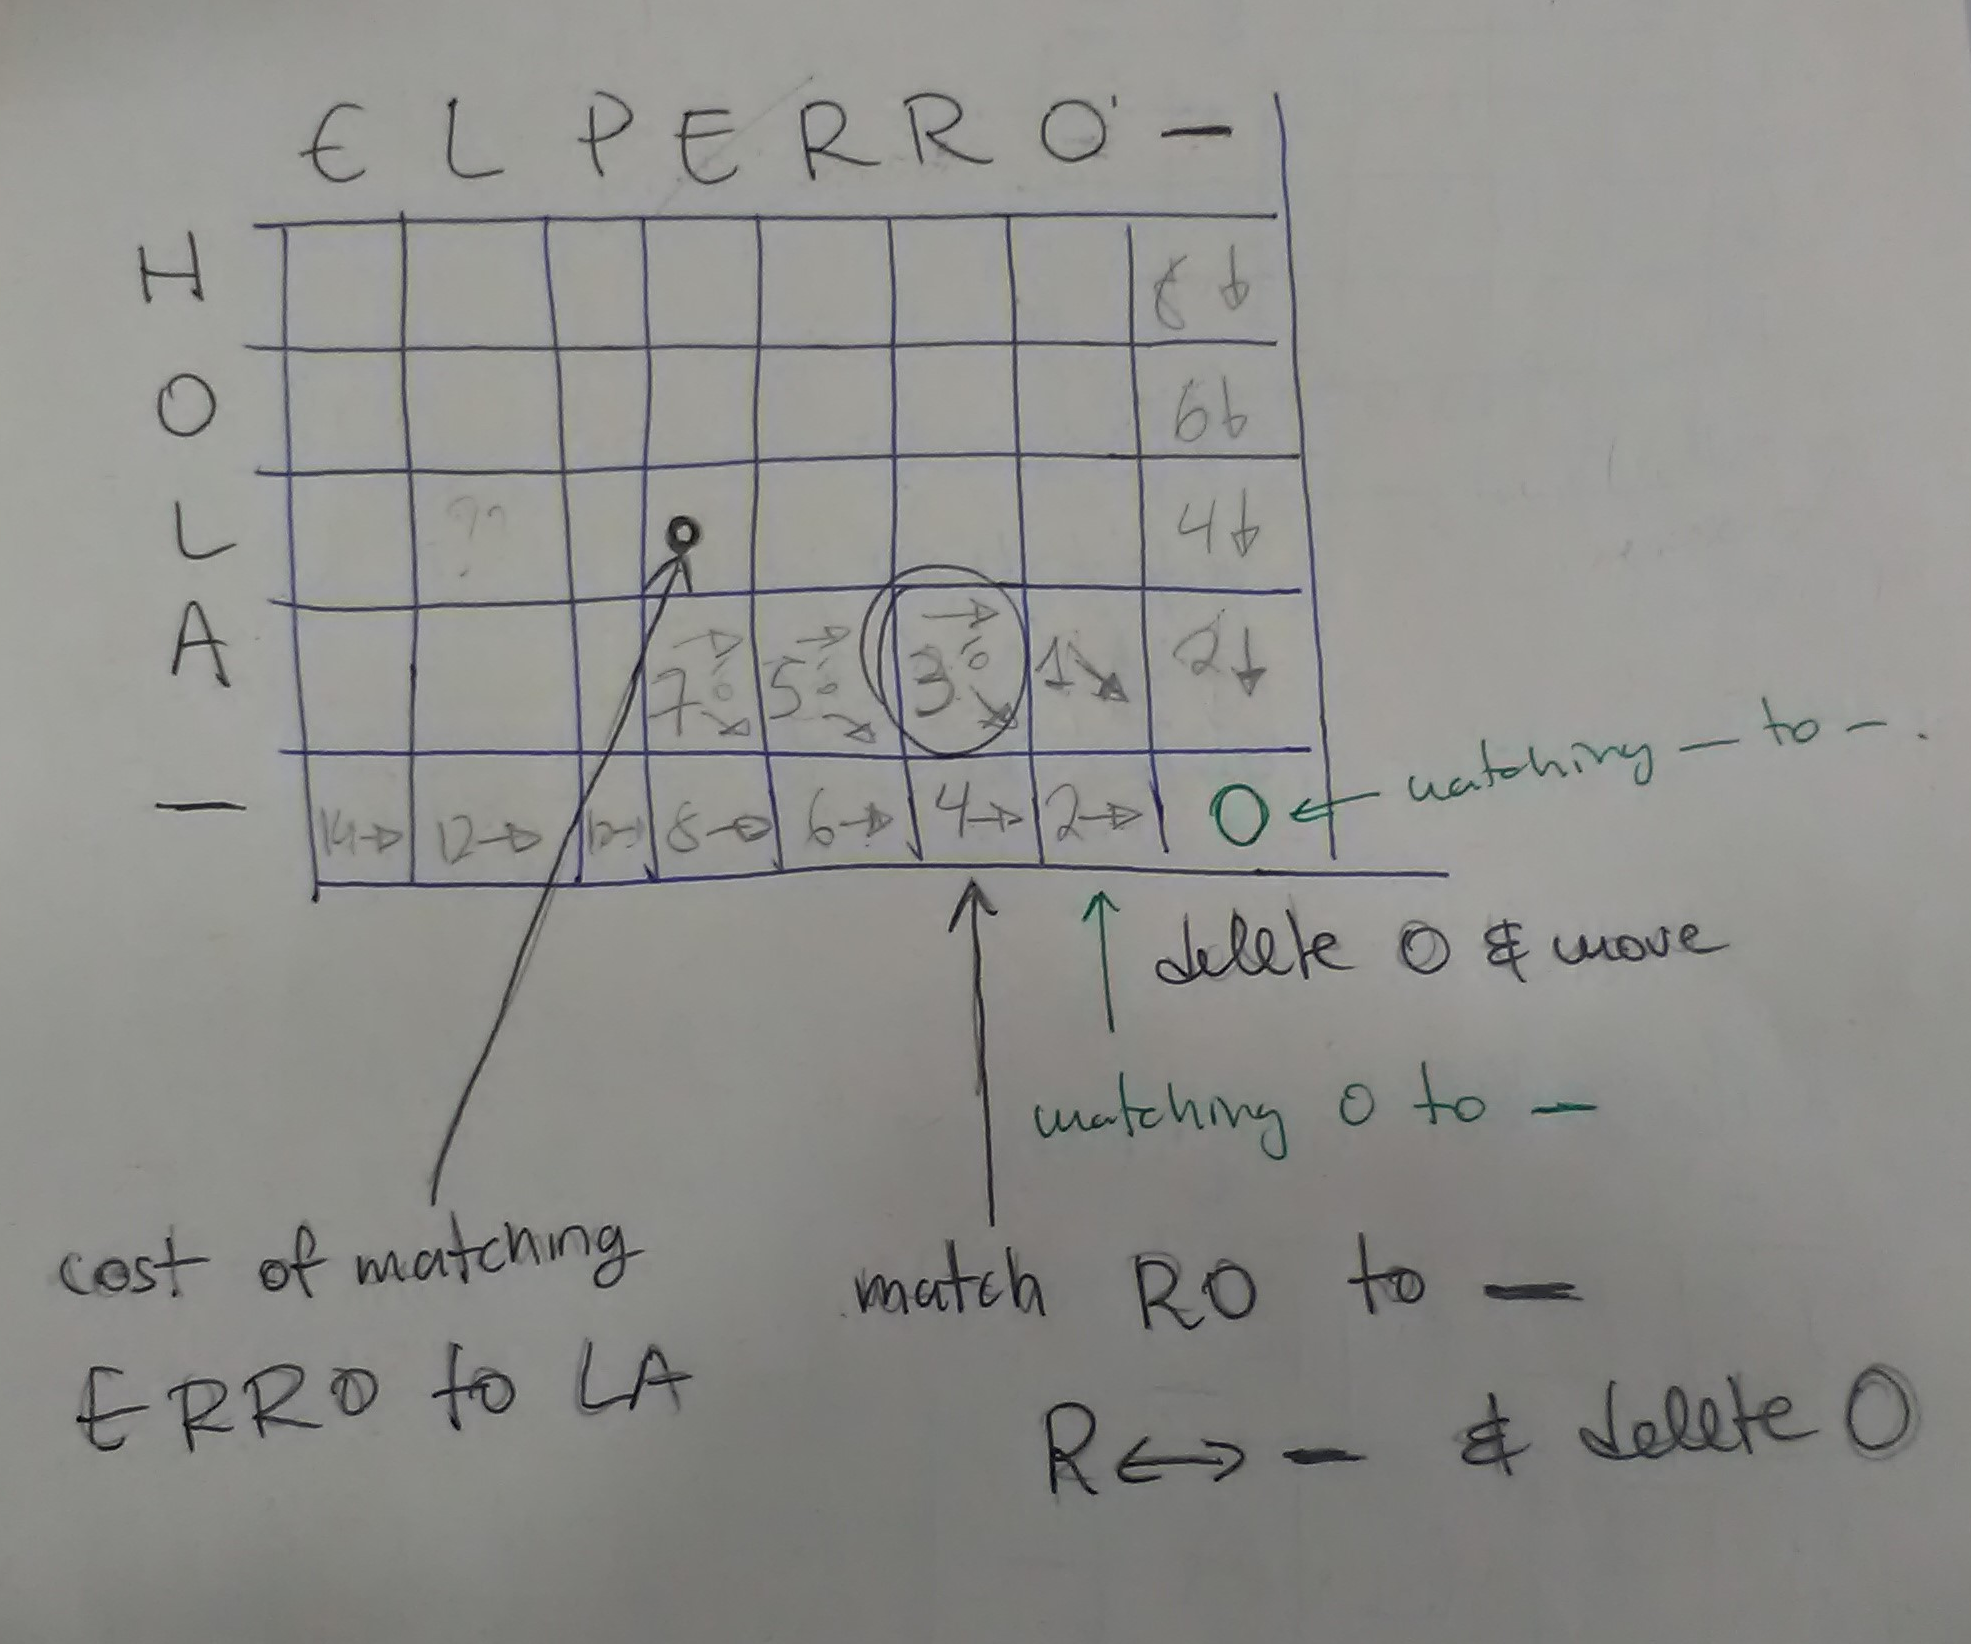 E L P E R R O —
H 8 ↓
O 6 ↓
L ?? 4 ↓
A 7 → ó ↘ 5 → ó ↘ 3 → ó ↘ 1 ↘ 2 ↓
— 14 → 12 → 8 → 6 → 4 → 2 → 0 ← matching — to — .
delete O & move
matching O to —
cost of matching
ERRO to LA
match RO to —
R ↔ — & delete O